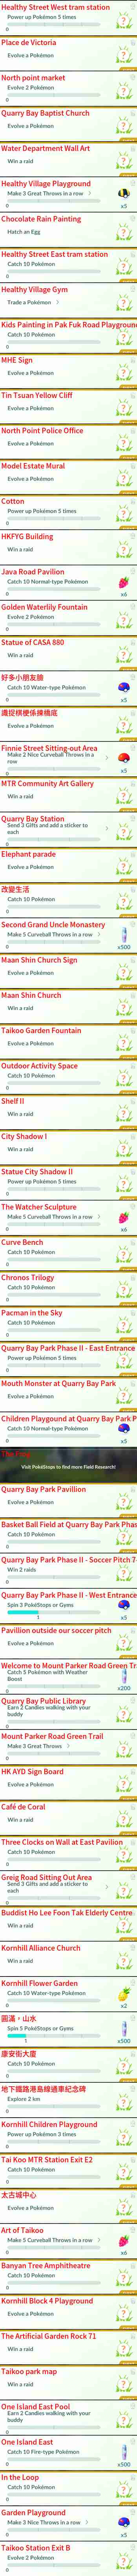 Healthy Street West tram station
Power up Pokémon 5 times
0
Place de Victoria
Evolve a Pokémon
North point market
Evolve 2 Pokémon
0
Quarry Bay Baptist Church
Evolve a Pokémon
Water Department Wall Art
Win a raid
Healthy Village Playground
Make 3 Great Throws in a row
0
x5
Chocolate Rain Painting
Hatch an Egg
Healthy Street East tram station
Catch 10 Pokémon
0
Healthy Village Gym
Trade a Pokémon
Kids Painting in Pak Fuk Road Playground
Catch 10 Pokémon
0
MHE Sign
Evolve a Pokémon
Tin Tsuan Yellow Cliff
Evolve a Pokémon
North Point Police Office
Evolve a Pokémon
Model Estate Mural
Evolve a Pokémon
Cotton
Power up Pokémon 5 times
0
HKFYG Building
Win a raid
Java Road Pavilion
Catch 10 Normal-type Pokémon
0
x6
Golden Waterlily Fountain
Evolve 2 Pokémon
0
Statue of CASA 880
Win a raid
好多小朋友臉
Catch 10 Water-type Pokémon
0
x5
識捉棋梗係揀橋底
Evolve a Pokémon
Finnie Street Sitting-out Area
Make 2 Nice Curveball Throws in a
row
0
x5
MTR Community Art Gallery
Win a raid
Quarry Bay Station
Send 3 Gifts and add a sticker to
each
0
Elephant parade
Evolve a Pokémon
改變生活
Catch 10 Pokémon
0
Second Grand Uncle Monastery
Make 5 Curveball Throws in a row
0
x500
Maan Shin Church Sign
Evolve a Pokémon
Maan Shin Church
Win a raid
Taikoo Garden Fountain
Evolve a Pokémon
Outdoor Activity Space
Catch 10 Pokémon
0
Shelf II
Win a raid
City Shadow I
Win a raid
Statue City Shadow II
Power up Pokémon 5 times
0
The Watcher Sculpture
Make 5 Curveball Throws in a row
0
x6
Curve Bench
Catch 10 Pokémon
0
Chronos Trilogy
Catch 10 Pokémon
0
Pacman in the Sky
Catch 10 Pokémon
0
Quarry Bay Park Phase II - East Entrance
Power up Pokémon 5 times
0
Mouth Monster at Quarry Bay Park
Evolve a Pokémon
Children Playgound at Quarry Bay Park P
Catch 10 Normal-type Pokémon
0
x5
Visit PokéStops to find more Field Research!
Quarry Bay Park Pavillion
Evolve a Pokémon
Basket Ball Field at Quarry Bay Park Phas
Catch 10 Pokémon
0
Quarry Bay Park Phase II - Soccer Pitch 7-
Win 2 raids
0
Quarry Bay Park Phase II - West Entrance
Spin 3 PokéStops or Gyms
1
x5
Pavillion outside our soccer pitch
Evolve a Pokémon
Welcome to Mount Parker Road Green Tr
Catch 5 Pokémon with Weather
Boost
0
x200
Quarry Bay Public Library
Earn 2 Candies walking with your
buddy
0
Mount Parker Road Green Trail
Make 3 Great Throws
0
HK AYD Sign Board
Evolve a Pokémon
Café de Coral
Win a raid
Three Clocks on Wall at East Pavilion
Catch 10 Pokémon
0
Greig Road Sitting Out Area
Send 3 Gifts and add a sticker to
each
0
Buddist Ho Lee Foon Tak Elderly Centre
Win a raid
Kornhill Alliance Church
Win a raid
Kornhill Flower Garden
Catch 10 Water-type Pokémon
0
x2
圓滿，山水
Spin 5 PokéStops or Gyms
1
x500
康安街大廈
Catch 10 Pokémon
0
地下鐵路港島綫通車紀念碑
Explore 2 km
0
Kornhill Children Playground
Power up Pokémon 3 times
0
Tai Koo MTR Station Exit E2
Catch 10 Pokémon
0
太古城中心
Evolve a Pokémon
Art of Taikoo
Make 5 Curveball Throws in a row
0
x6
Banyan Tree Amphitheatre
Catch 10 Pokémon
0
Kornhill Block 4 Playground
Evolve a Pokémon
The Artificial Garden Rock 71
Win a raid
Taikoo park map
Win a raid
One Island East Pool
Earn 2 Candies walking with your
buddy
0
One Island East
Catch 10 Fire-type Pokémon
0
x500
In the Loop
Catch 10 Pokémon
0
Garden Playground
Make 3 Nice Throws in a row
0
x5
Taikoo Station Exit B
Evolve 2 Pokémon
0